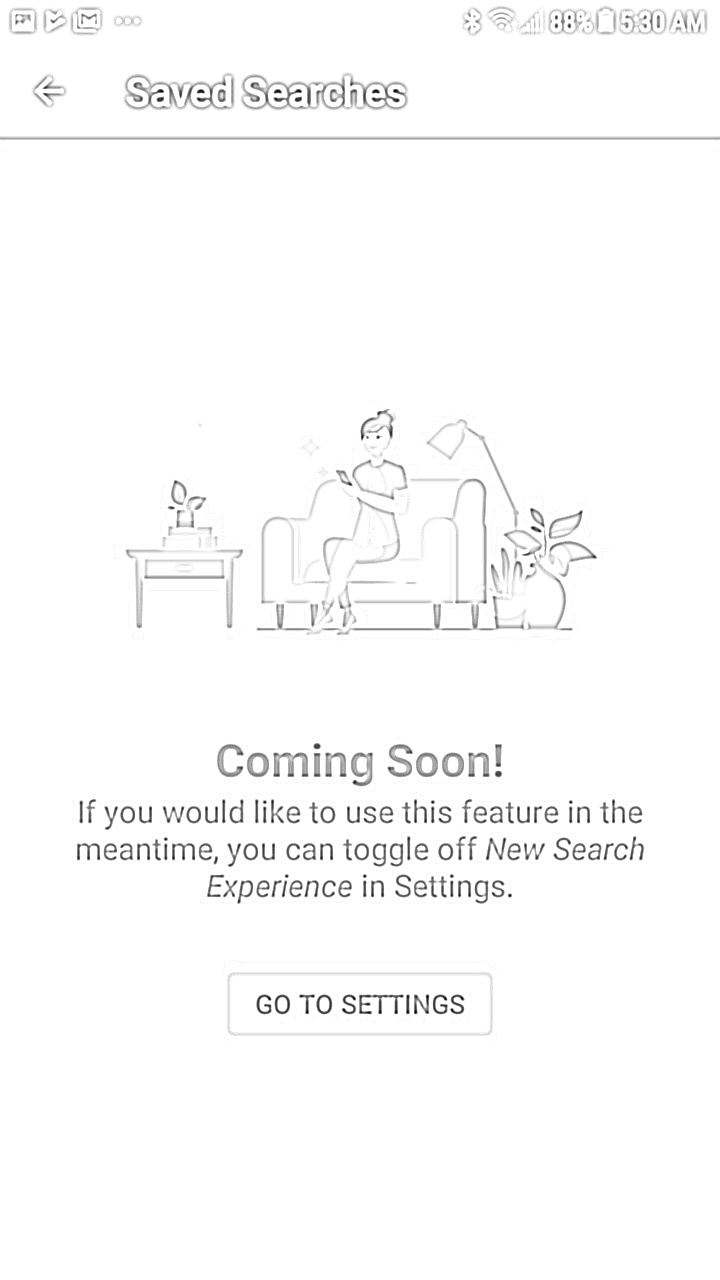 88% 5:30 AM
Saved Searches
Coming Soon!
If you would like to use this feature in the
meantime, you can toggle off New Search
Experience in Settings.
GO TO SETTINGS